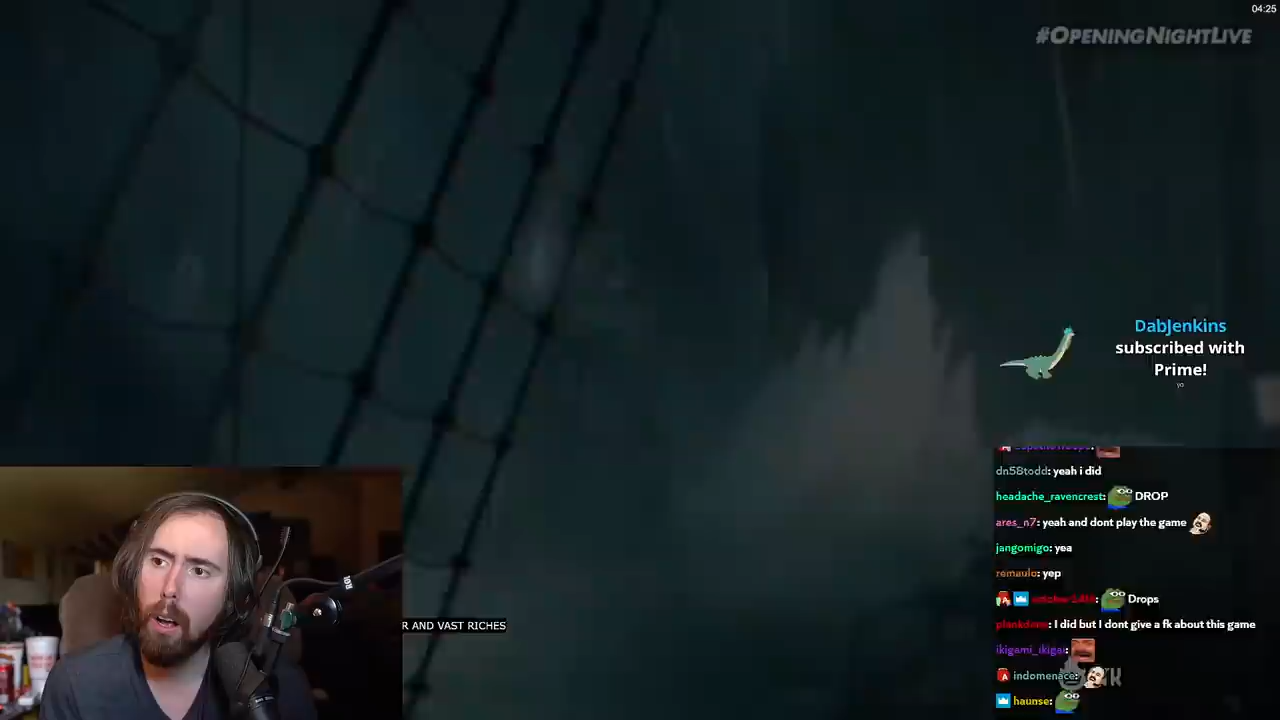 04:25
#OPENINGNIGHTLIVE
DabJenkins
subscribed with
Prime!
yo
dn58todd: yeah i did
headache_ravencrest: DROP
ares_n7: yeah and dont play the game
jangomigo: yea
remaulo: yep
Drops
I did but I dont give a fk about this game
ikigami_ikigai:
indomenace:
haunse:
R AND VAST RICHES